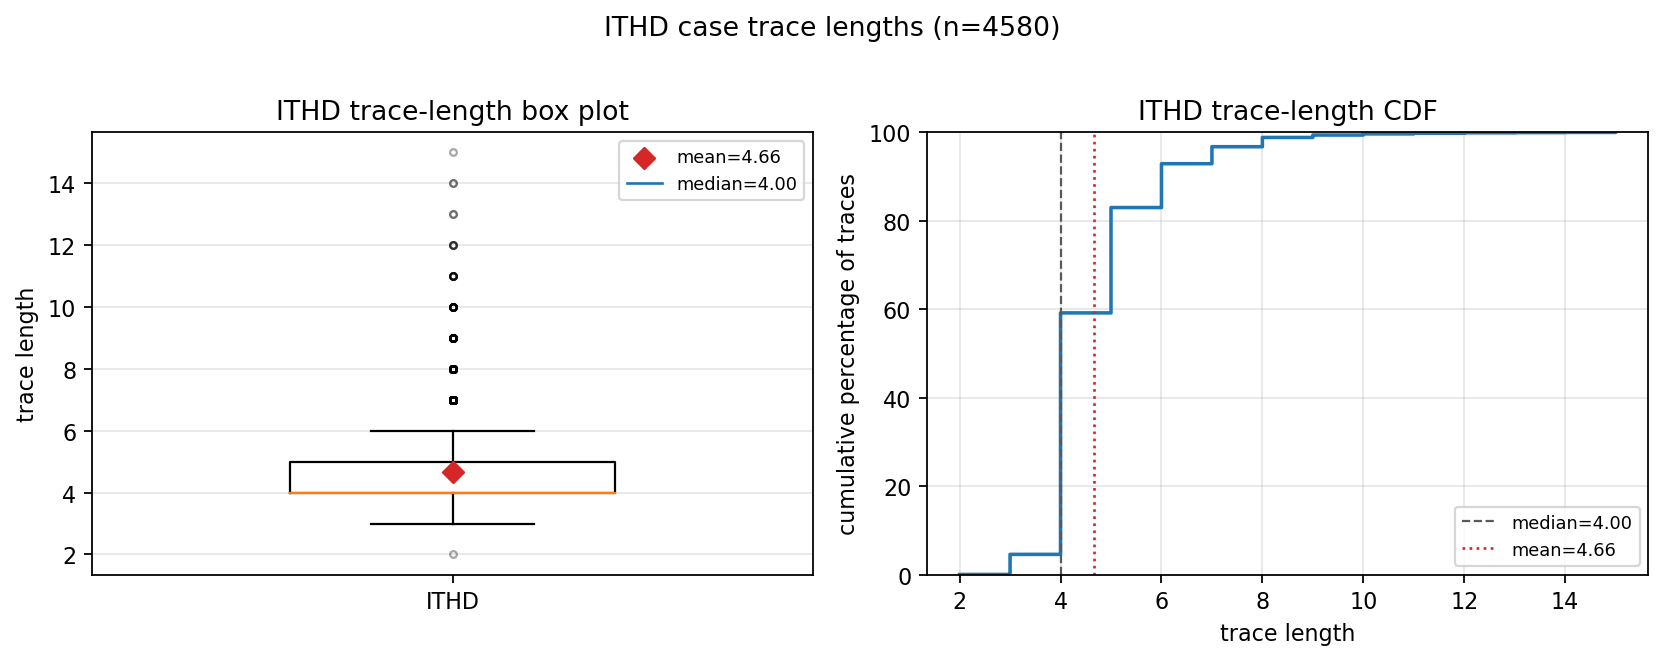 ITHD case trace lengths (n=4580)
ITHD trace-length box plot
trace length
14
12
10
8
6
4
2
mean=4.66
median=4.00
ITHD
ITHD trace-length CDF
cumulative percentage of traces
100
80
60
40
20
0
median=4.00
mean=4.66
2 4 6 8 10 12 14
trace length